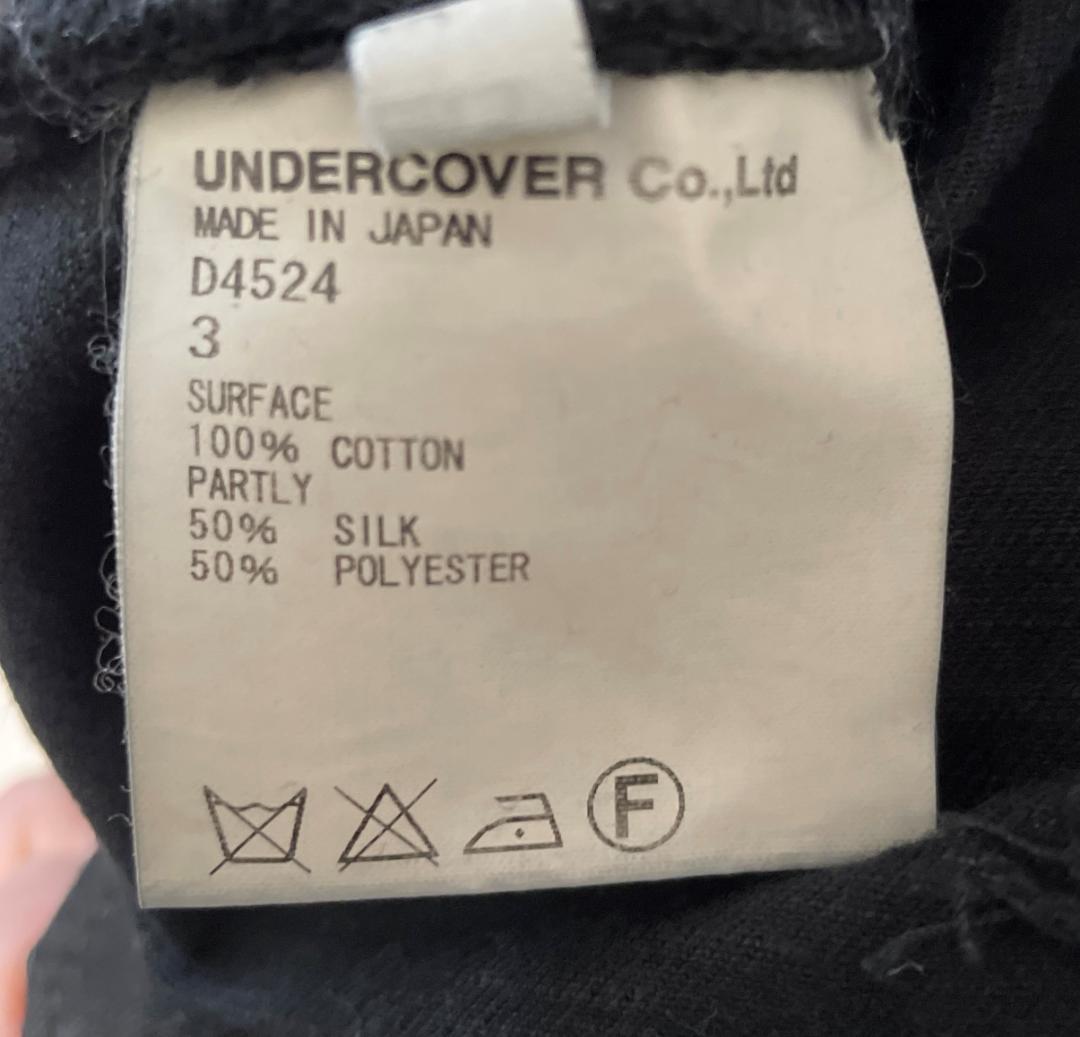 UNDERCOVER Co.,Ltd
MADE IN JAPAN
D4524
3
SURFACE
100% COTTON
PARTLY
50% SILK
50% POLYESTER
F